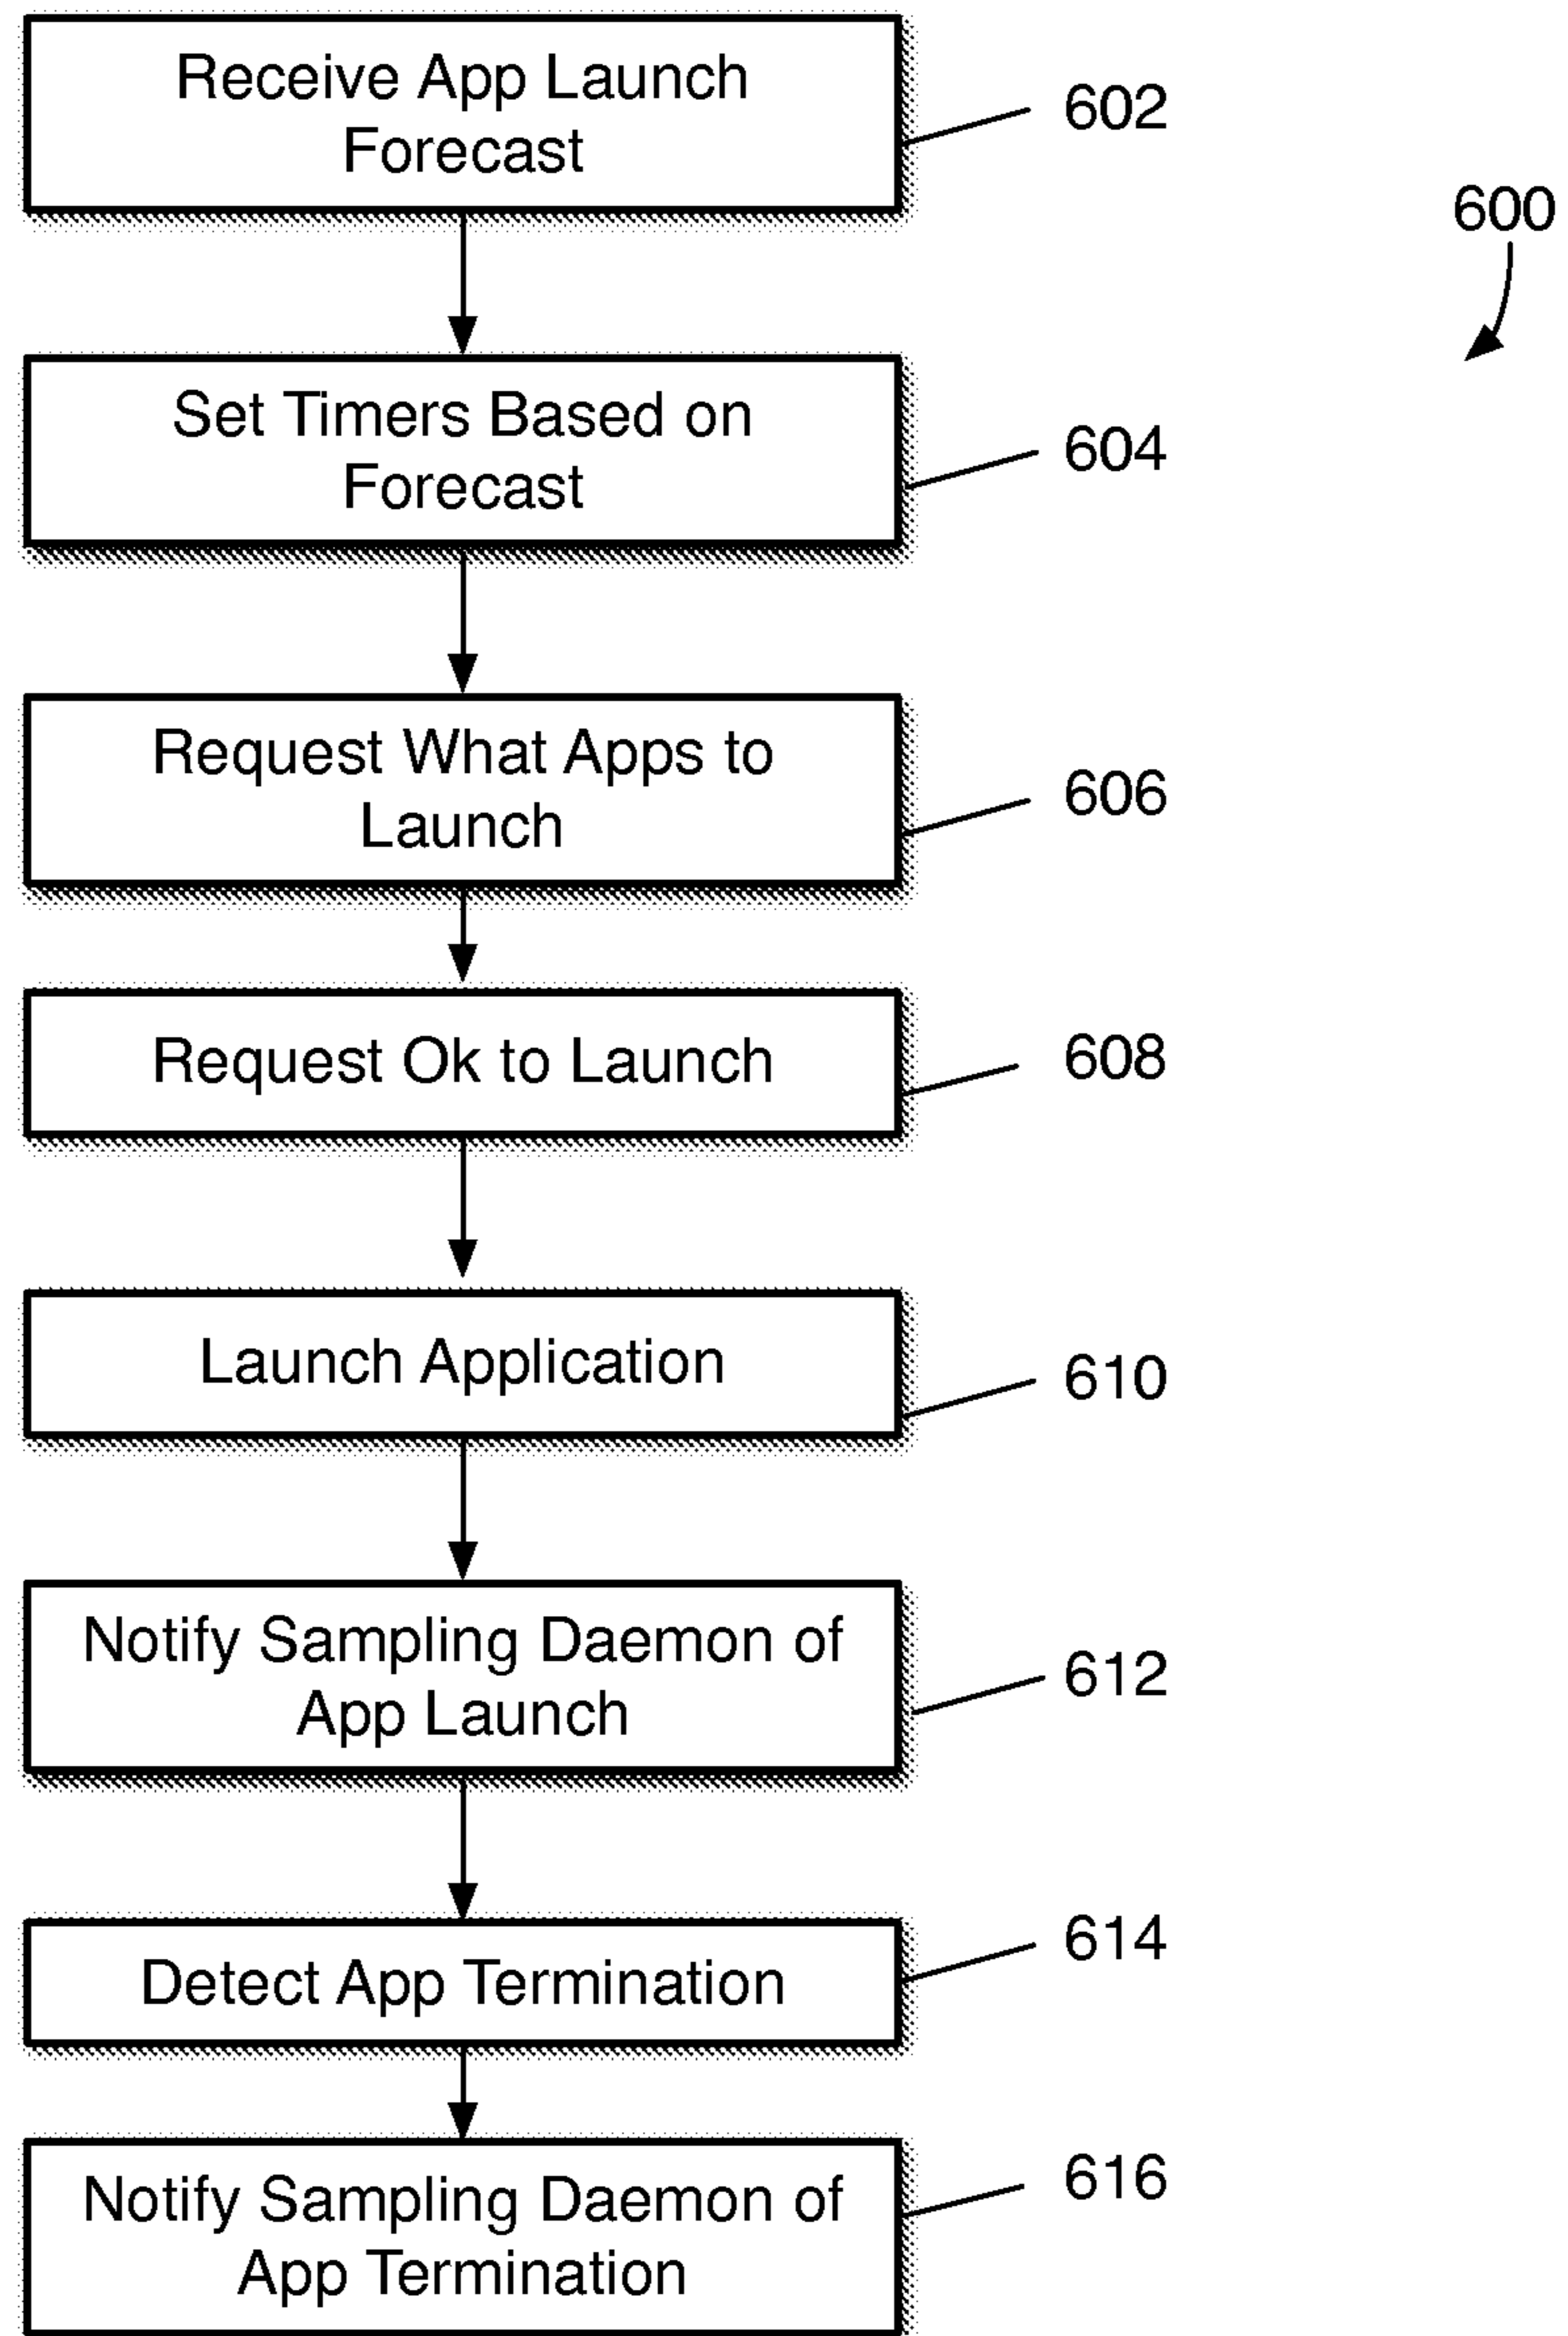 Receive App Launch
Forecast
602
600
Set Timers Based on
Forecast
604
Request What Apps to
Launch
606
Request Ok to Launch
608
Launch Application
610
Notify Sampling Daemon of
App Launch
612
Detect App Termination
614
Notify Sampling Daemon of
App Termination
616